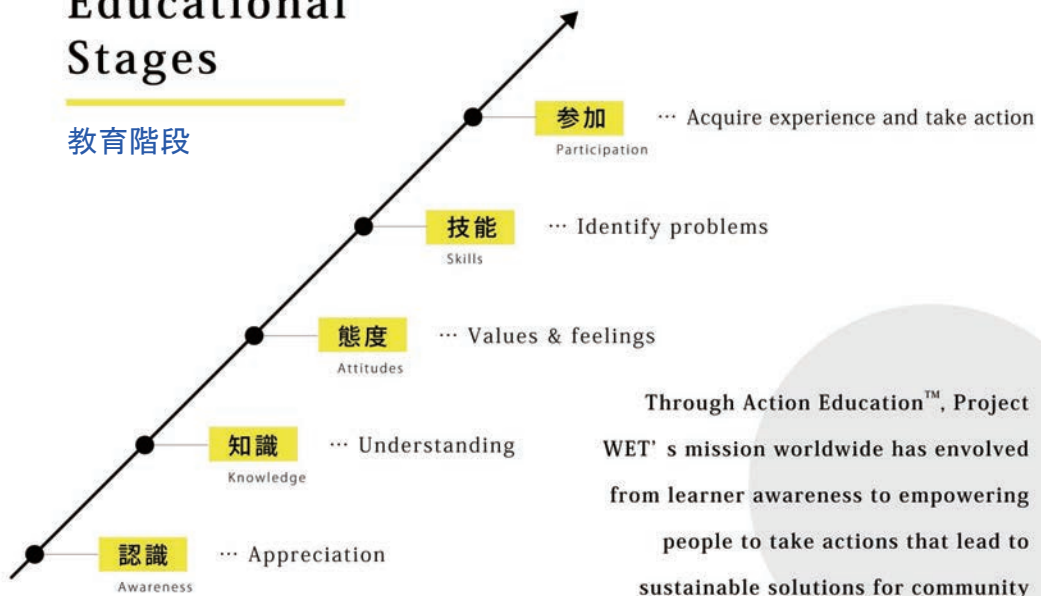 Educational
Stages
教育階段
参加 … Acquire experience and take action
Participation
技能 … Identify problems
Skills
態度 … Values & feelings
Attitudes
知識 … Understanding
Knowledge
認識 … Appreciation
Awareness
Through Action Education™, Project
WET’ s mission worldwide has envolved
from learner awareness to empowering
people to take actions that lead to
sustainable solutions for community